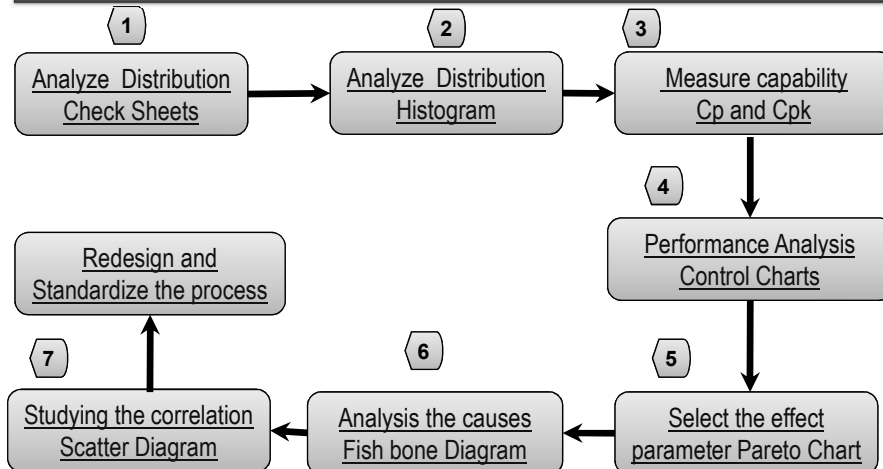 1
Analyze Distribution
Check Sheets
2
Analyze Distribution
Histogram
3
Measure capability
Cp and Cpk
4
Performance Analysis
Control Charts
5
Select the effect
parameter Pareto Chart
6
Analysis the causes
Fish bone Diagram
7
Studying the correlation
Scatter Diagram
Redesign and
Standardize the process